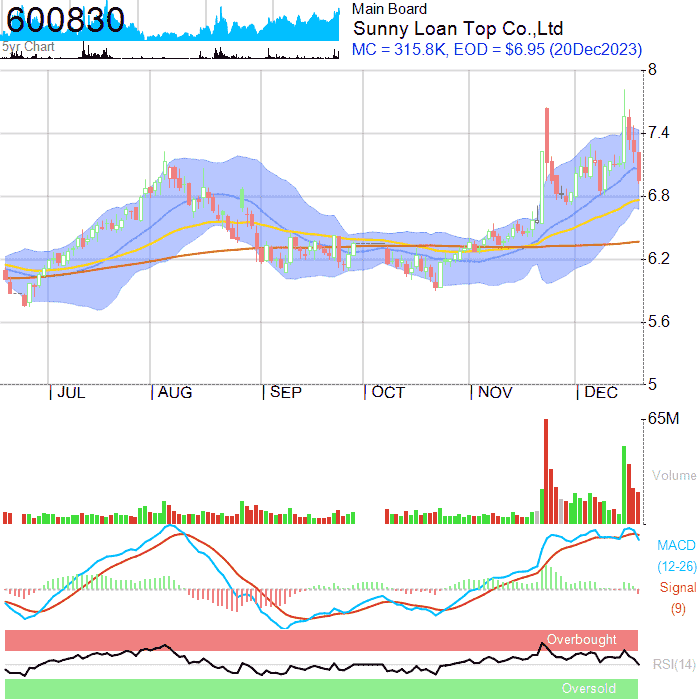 600830
5yr Chart
Main Board
Sunny Loan Top Co.,Ltd
MC = 315.8K, EOD = $6.95 (20Dec2023)
8
7.4
6.8
6.2
5.6
5
JUL
AUG
SEP
OCT
NOV
DEC
65M
Volume
MACD
(12-26)
Signal
(9)
Overbought
RSI(14)
Oversold